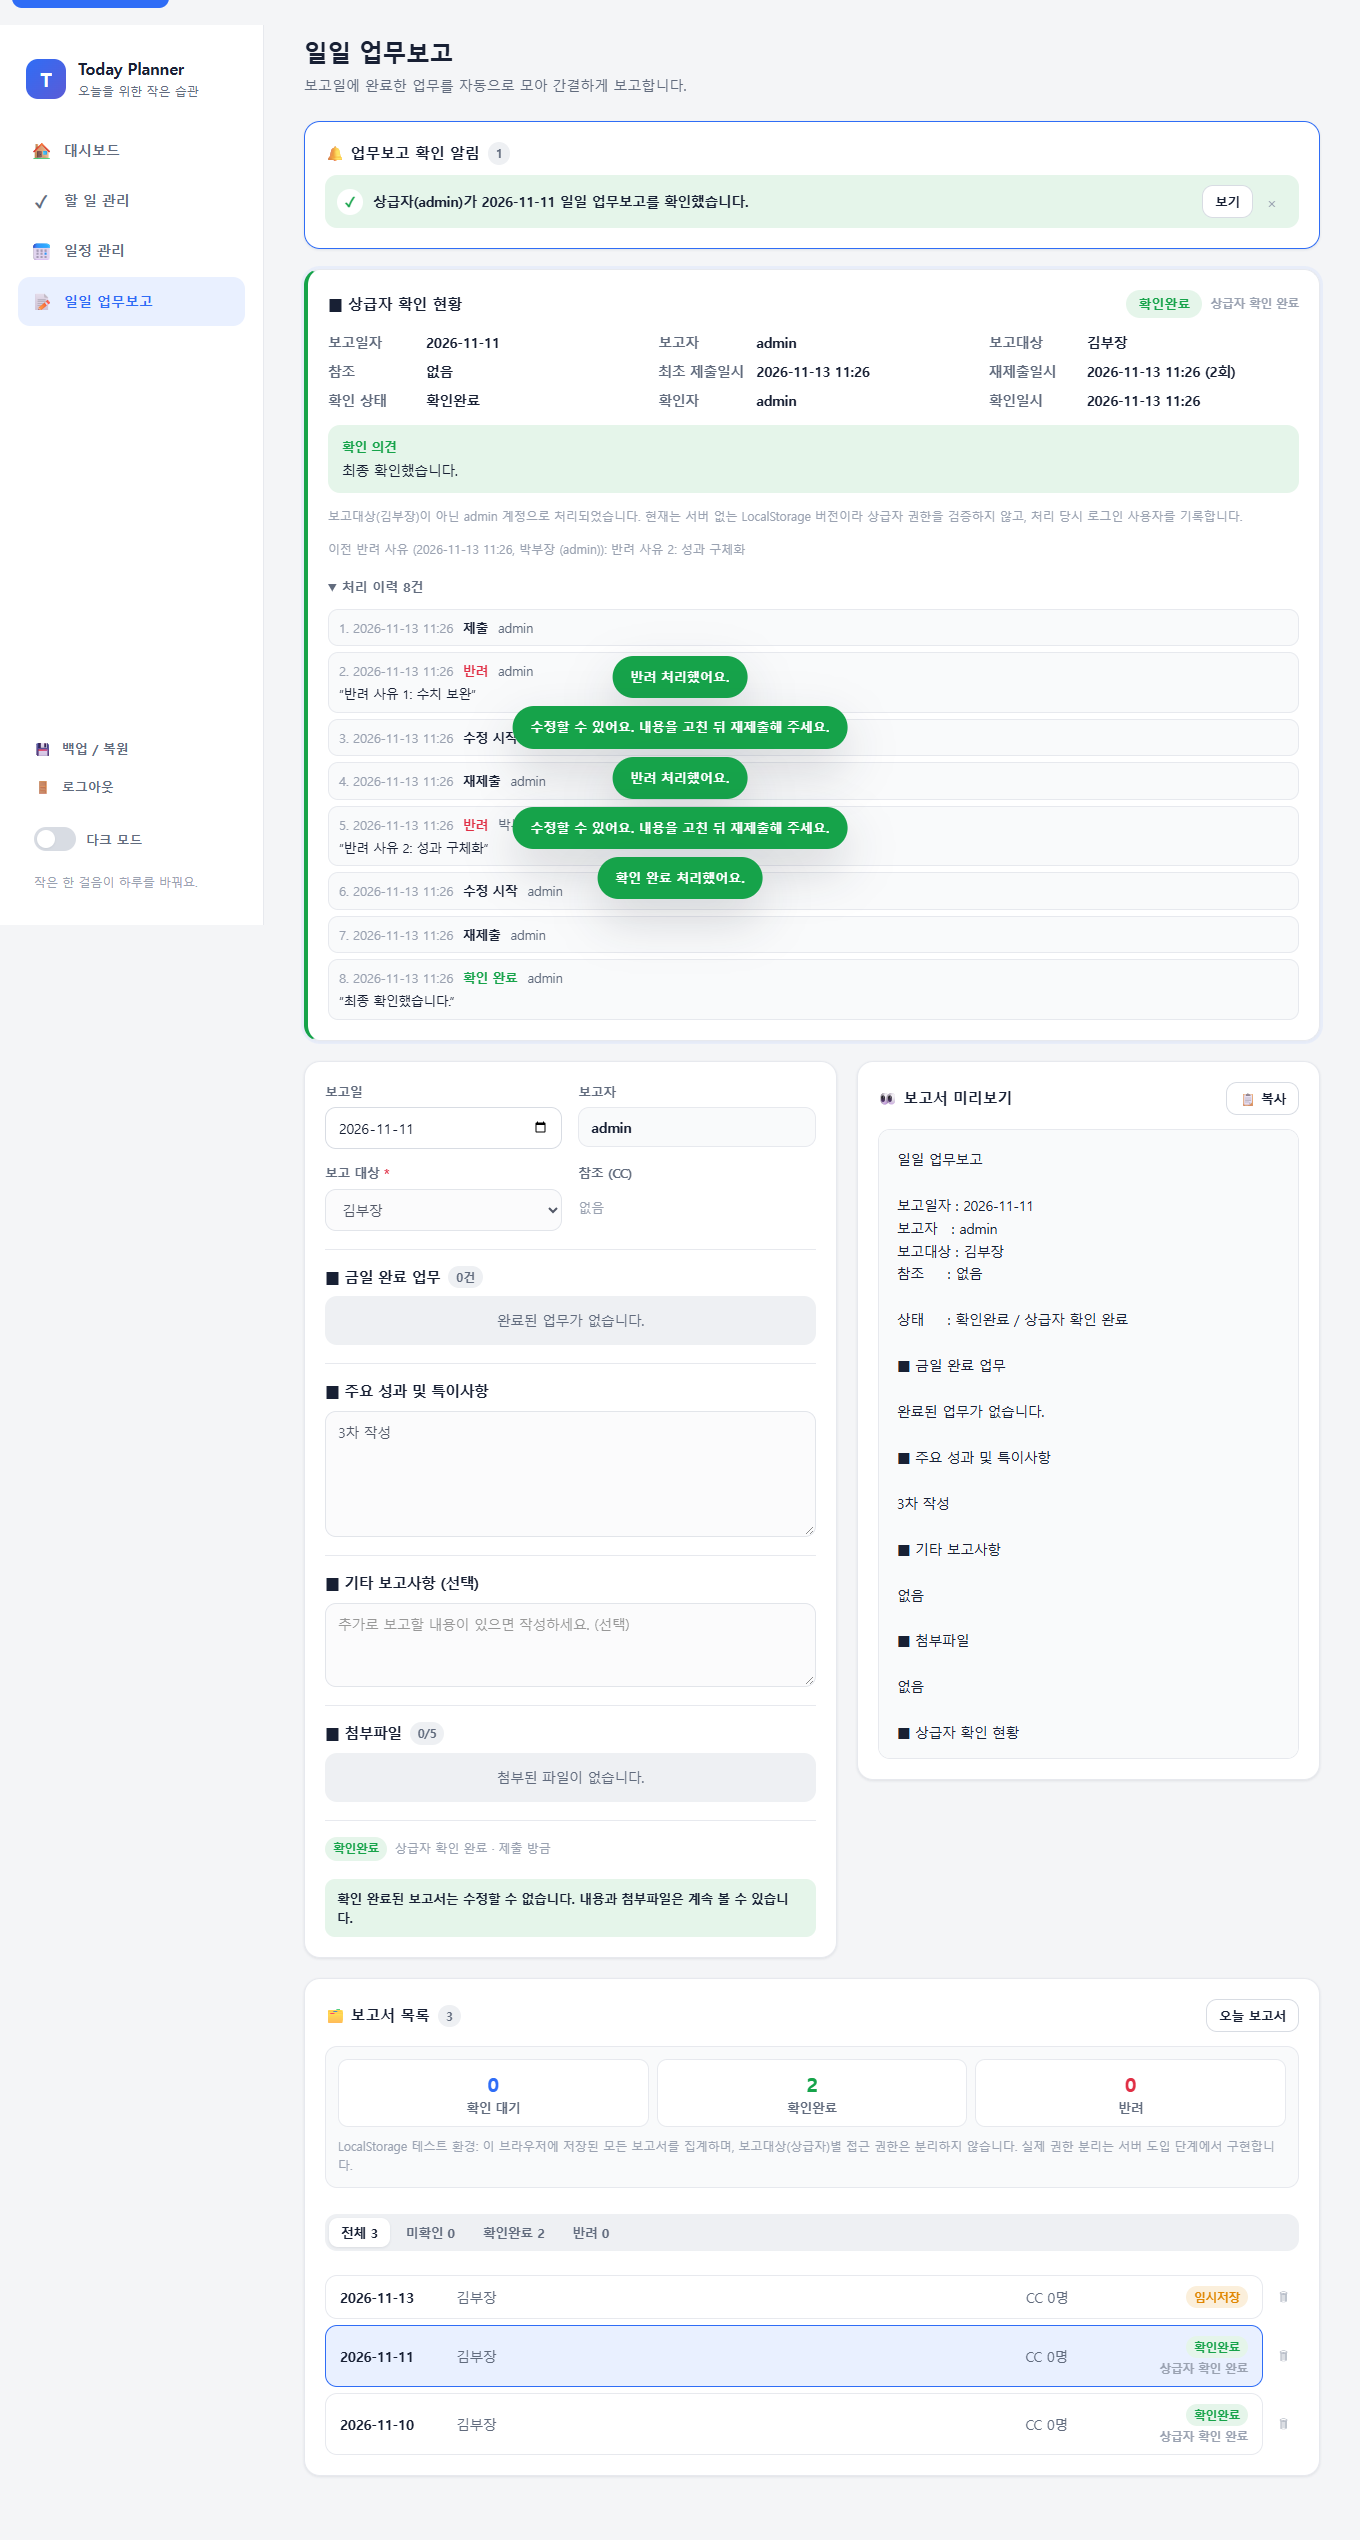 T
Today Planner
오늘을 위한 작은 습관
대시보드
할 일 관리
일정 관리
일일 업무보고
백업 / 복원
로그아웃
다크 모드
작은 한 걸음이 하루를 바꿔요.
일일 업무보고
보고일에 완료한 업무를 자동으로 모아 간결하게 보고합니다.
업무보고 확인 알림 1
상급자(admin)가 2026-11-11 일일 업무보고를 확인했습니다. 보기 ×
■ 상급자 확인 현황 확인완료 상급자 확인 완료
보고일자 2026-11-11 보고자 admin 보고대상 김부장
참조 없음 최초 제출일시 2026-11-13 11:26 재제출일시 2026-11-13 11:26 (2회)
확인 상태 확인완료 확인자 admin 확인일시 2026-11-13 11:26
확인 의견
최종 확인했습니다.
보고대상(김부장)이 아닌 admin 계정으로 처리되었습니다. 현재는 서버 없는 LocalStorage 버전이라 상급자 권한을 검증하지 않고, 처리 당시 로그인 사용자를 기록합니다.
이전 반려 사유 (2026-11-13 11:26, 박부장 (admin)): 반려 사유 2: 성과 구체화
▼ 처리 이력 8건
1. 2026-11-13 11:26 제출 admin
2. 2026-11-13 11:26 반려 admin
“반려 사유 1: 수치 보완”
반려 처리했어요.
3. 2026-11-13 11:26 수정 시작
수정할 수 있어요. 내용을 고친 뒤 재제출해 주세요.
4. 2026-11-13 11:26 재제출 admin
반려 처리했어요.
5. 2026-11-13 11:26 반려
“반려 사유 2: 성과 구체화”
수정할 수 있어요. 내용을 고친 뒤 재제출해 주세요.
6. 2026-11-13 11:26 수정 시작 admin
확인 완료 처리했어요.
7. 2026-11-13 11:26 재제출 admin
8. 2026-11-13 11:26 확인 완료 admin
“최종 확인했습니다.”
보고일 보고자
2026-11-11 admin
보고 대상 * 참조 (CC)
김부장 없음
■ 금일 완료 업무 0건
완료된 업무가 없습니다.
■ 주요 성과 및 특이사항
3차 작성
■ 기타 보고사항 (선택)
추가로 보고할 내용이 있으면 작성하세요. (선택)
■ 첨부파일 0/5
첨부된 파일이 없습니다.
확인완료 상급자 확인 완료 · 제출 방금
확인 완료된 보고서는 수정할 수 없습니다. 내용과 첨부파일은 계속 볼 수 있습니
다.
보고서 미리보기 복사
일일 업무보고
보고일자 : 2026-11-11
보고자 : admin
보고대상 : 김부장
참조 : 없음
상태 : 확인완료 / 상급자 확인 완료
■ 금일 완료 업무
완료된 업무가 없습니다.
■ 주요 성과 및 특이사항
3차 작성
■ 기타 보고사항
없음
■ 첨부파일
없음
■ 상급자 확인 현황
보고서 목록 3 오늘 보고서
0 2 0
확인 대기 확인완료 반려
LocalStorage 테스트 환경: 이 브라우저에 저장된 모든 보고서를 집계하며, 보고대상(상급자)별 접근 권한은 분리하지 않습니다. 실제 권한 분리는 서버 도입 단계에서 구현합니
다.
전체 3 미확인 0 확인완료 2 반려 0
2026-11-13 김부장 CC 0명 임시저장
2026-11-11 김부장 CC 0명 확인완료
상급자 확인 완료
2026-11-10 김부장 CC 0명 확인완료
상급자 확인 완료